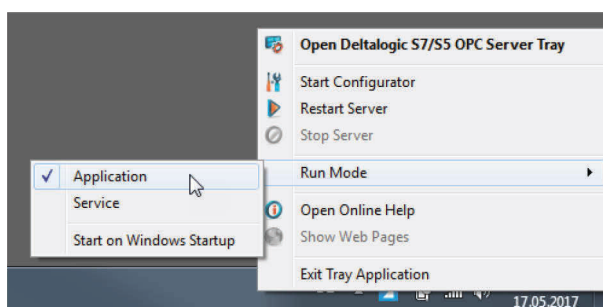 Open Deltalogic S7/S5 OPC Server Tray
Start Configurator
Restart Server
Stop Server
Run Mode
Application
Service
Start on Windows Startup
Open Online Help
Show Web Pages
Exit Tray Application
17.05.2017